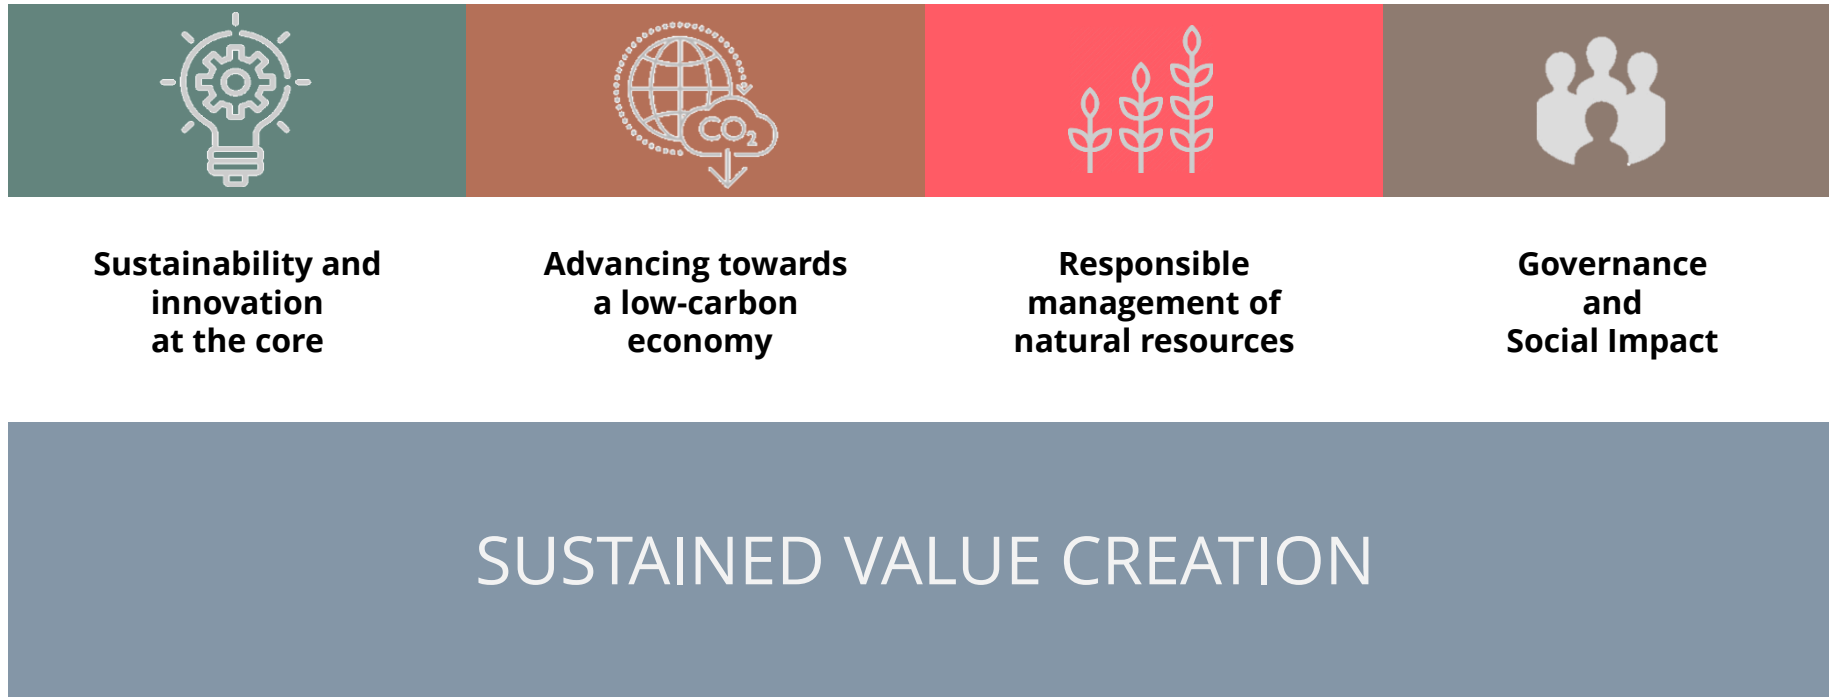 CO₂
Sustainability and
innovation
at the core
Advancing towards
a low-carbon
economy
Responsible
management of
natural resources
Governance
and
Social Impact
SUSTAINED VALUE CREATION